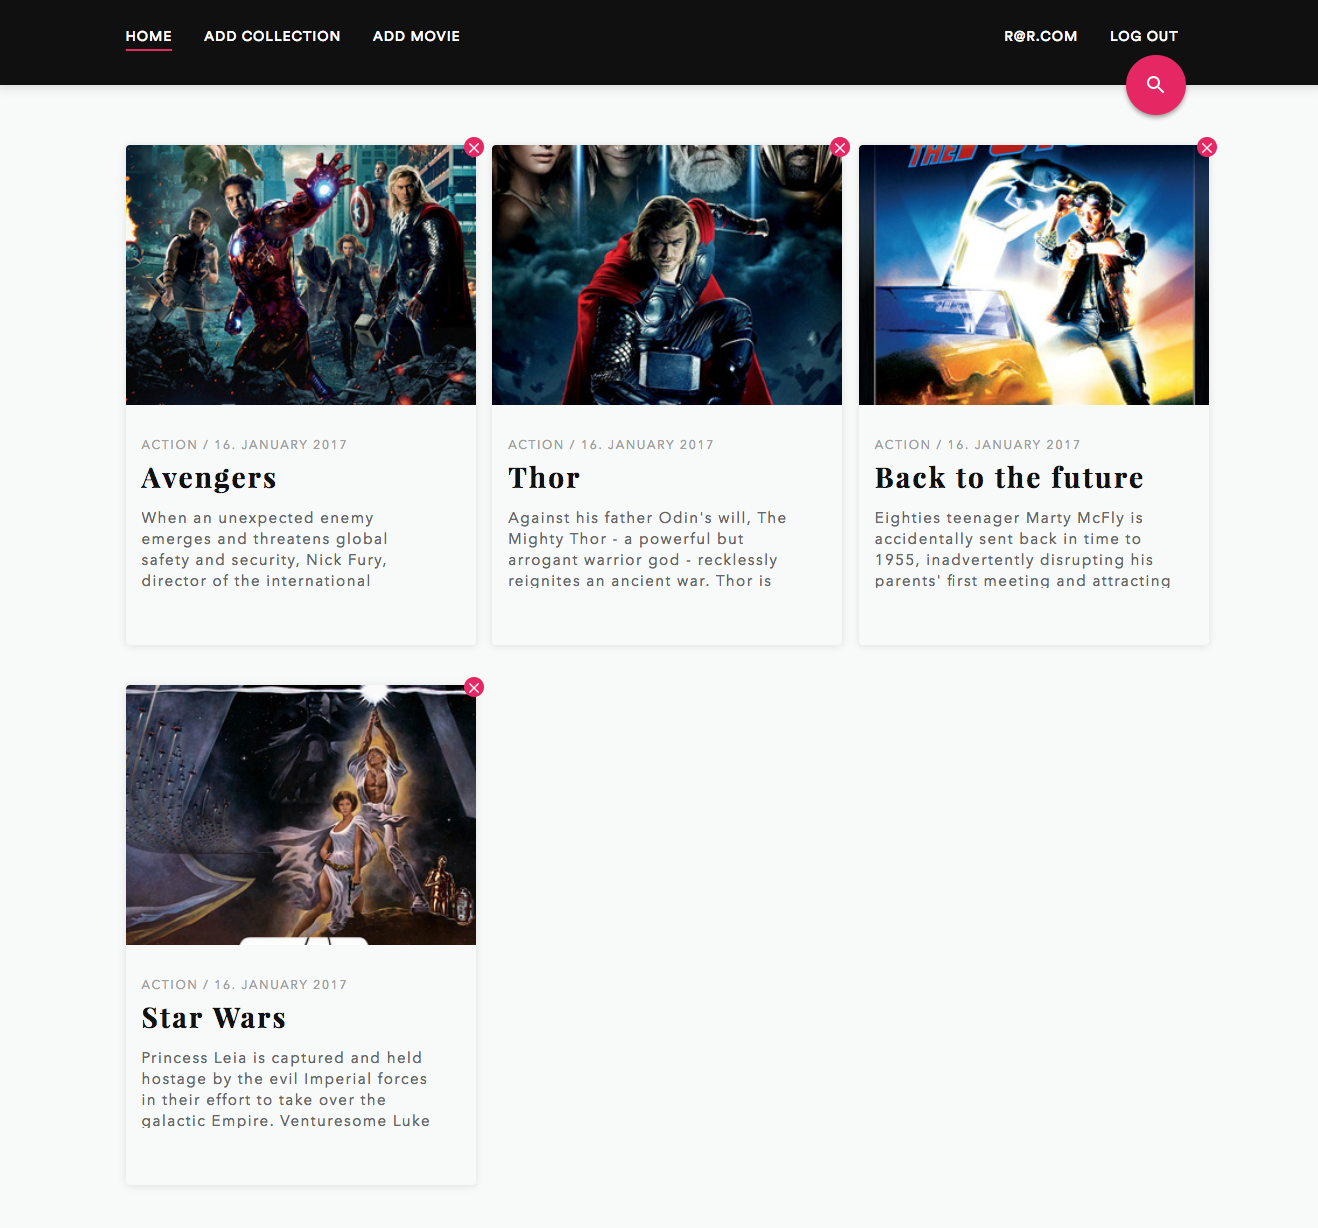 HOME ADD COLLECTION ADD MOVIE R@R.COM LOG OUT
THE
ACTION / 16. JANUARY 2017
Avengers
When an unexpected enemy
emerges and threatens global
safety and security, Nick Fury,
director of the international
ACTION / 16. JANUARY 2017
Thor
Against his father Odin's will, The
Mighty Thor - a powerful but
arrogant warrior god - recklessly
reignites an ancient war. Thor is
ACTION / 16. JANUARY 2017
Back to the future
Eighties teenager Marty McFly is
accidentally sent back in time to
1955, inadvertently disrupting his
parents' first meeting and attracting
ACTION / 16. JANUARY 2017
Star Wars
Princess Leia is captured and held
hostage by the evil Imperial forces
in their effort to take over the
galactic Empire. Venturesome Luke